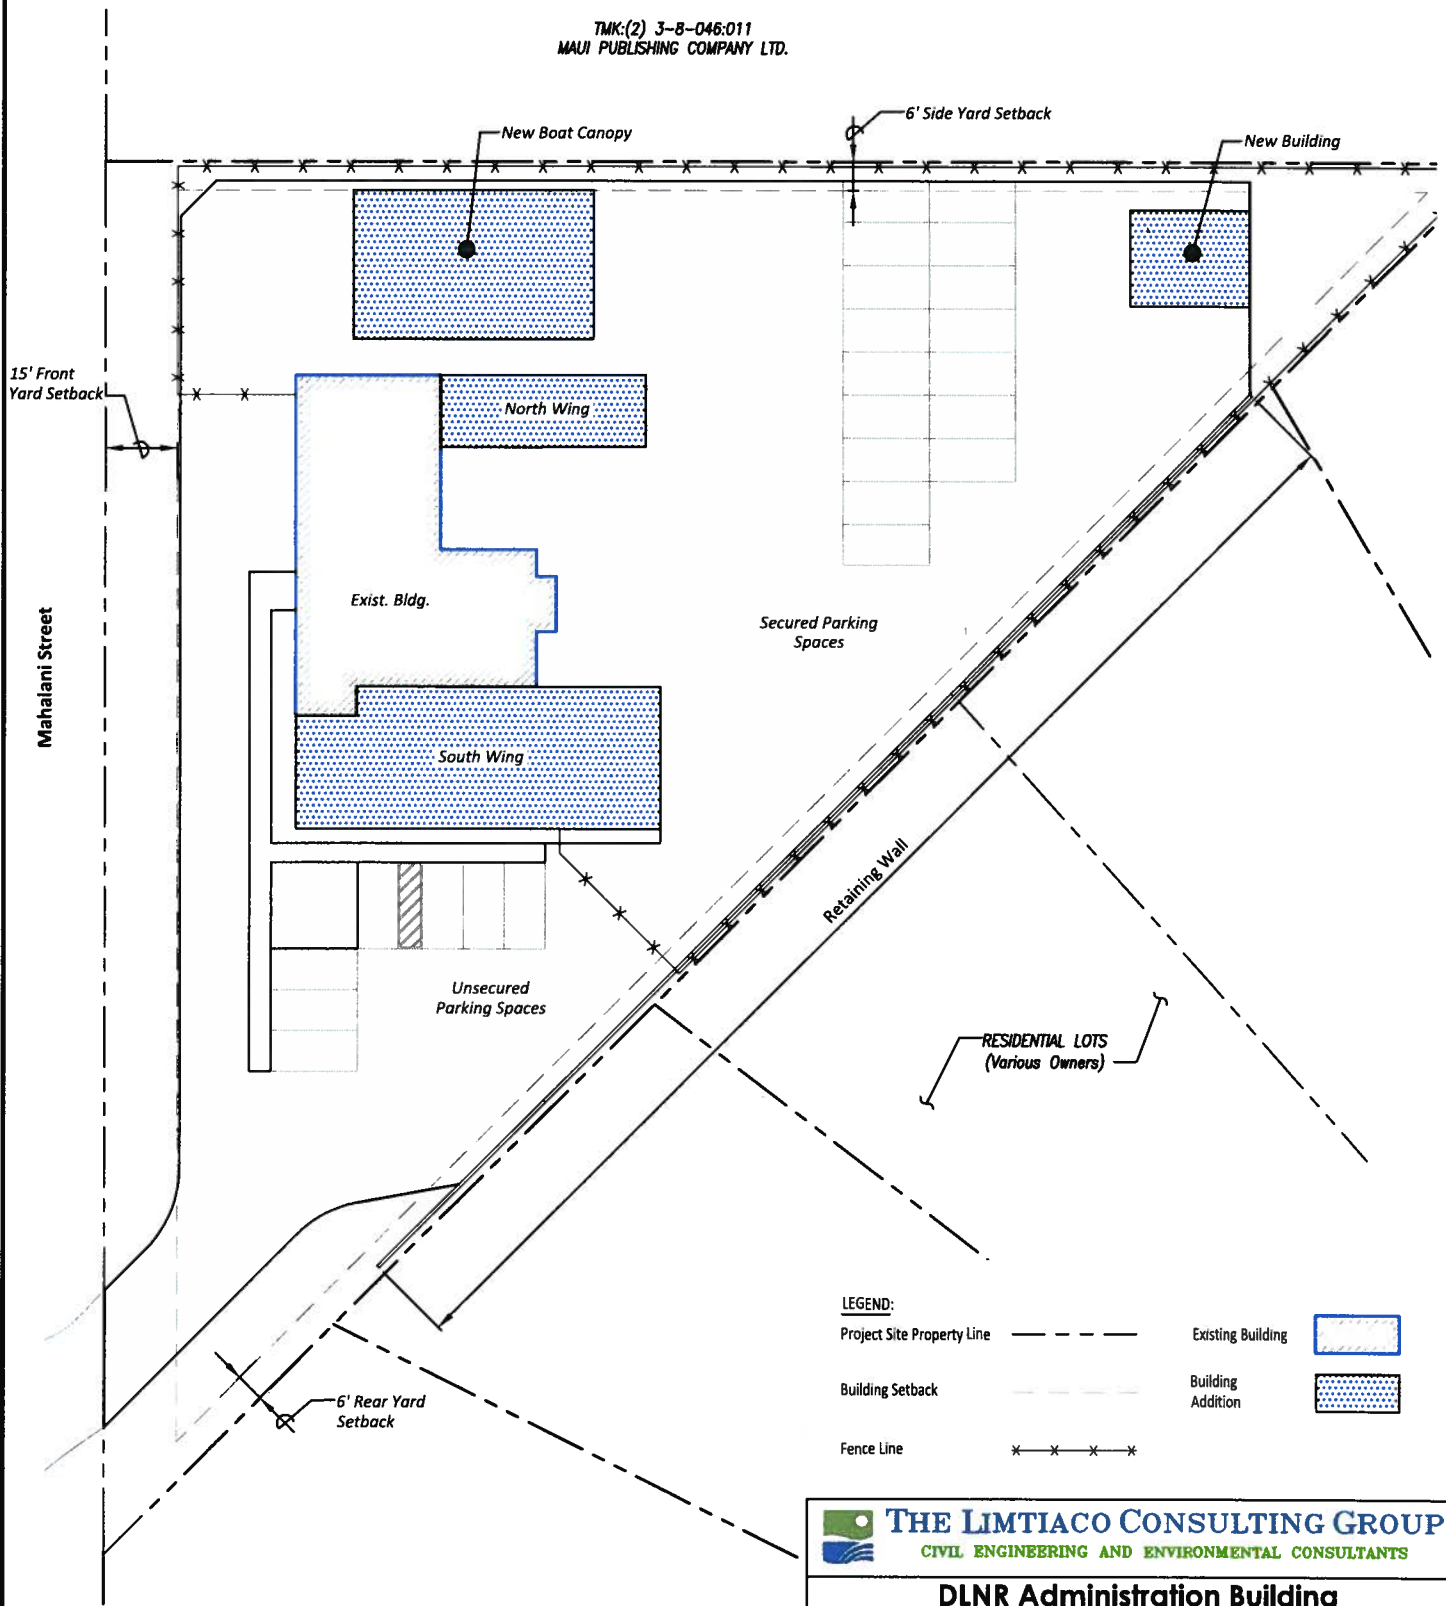 TMK:(2) 3-8-046:011
MAUI PUBLISHING COMPANY LTD.
6' Side Yard Setback
New Boat Canopy
New Building
15' Front
Yard Setback
North Wing
Exist. Bldg.
Secured Parking
Spaces
Mahalani Street
South Wing
Retaining Wall
Unsecured
Parking Spaces
RESIDENTIAL LOTS
(Various Owners)
6' Rear Yard
Setback
LEGEND:
Project Site Property Line
Existing Building
Building Setback
Building
Addition
Fence Line
THE LIMTIACO CONSULTING GROUP
CIVIL ENGINEERING AND ENVIRONMENTAL CONSULTANTS
DLNR Administration Building